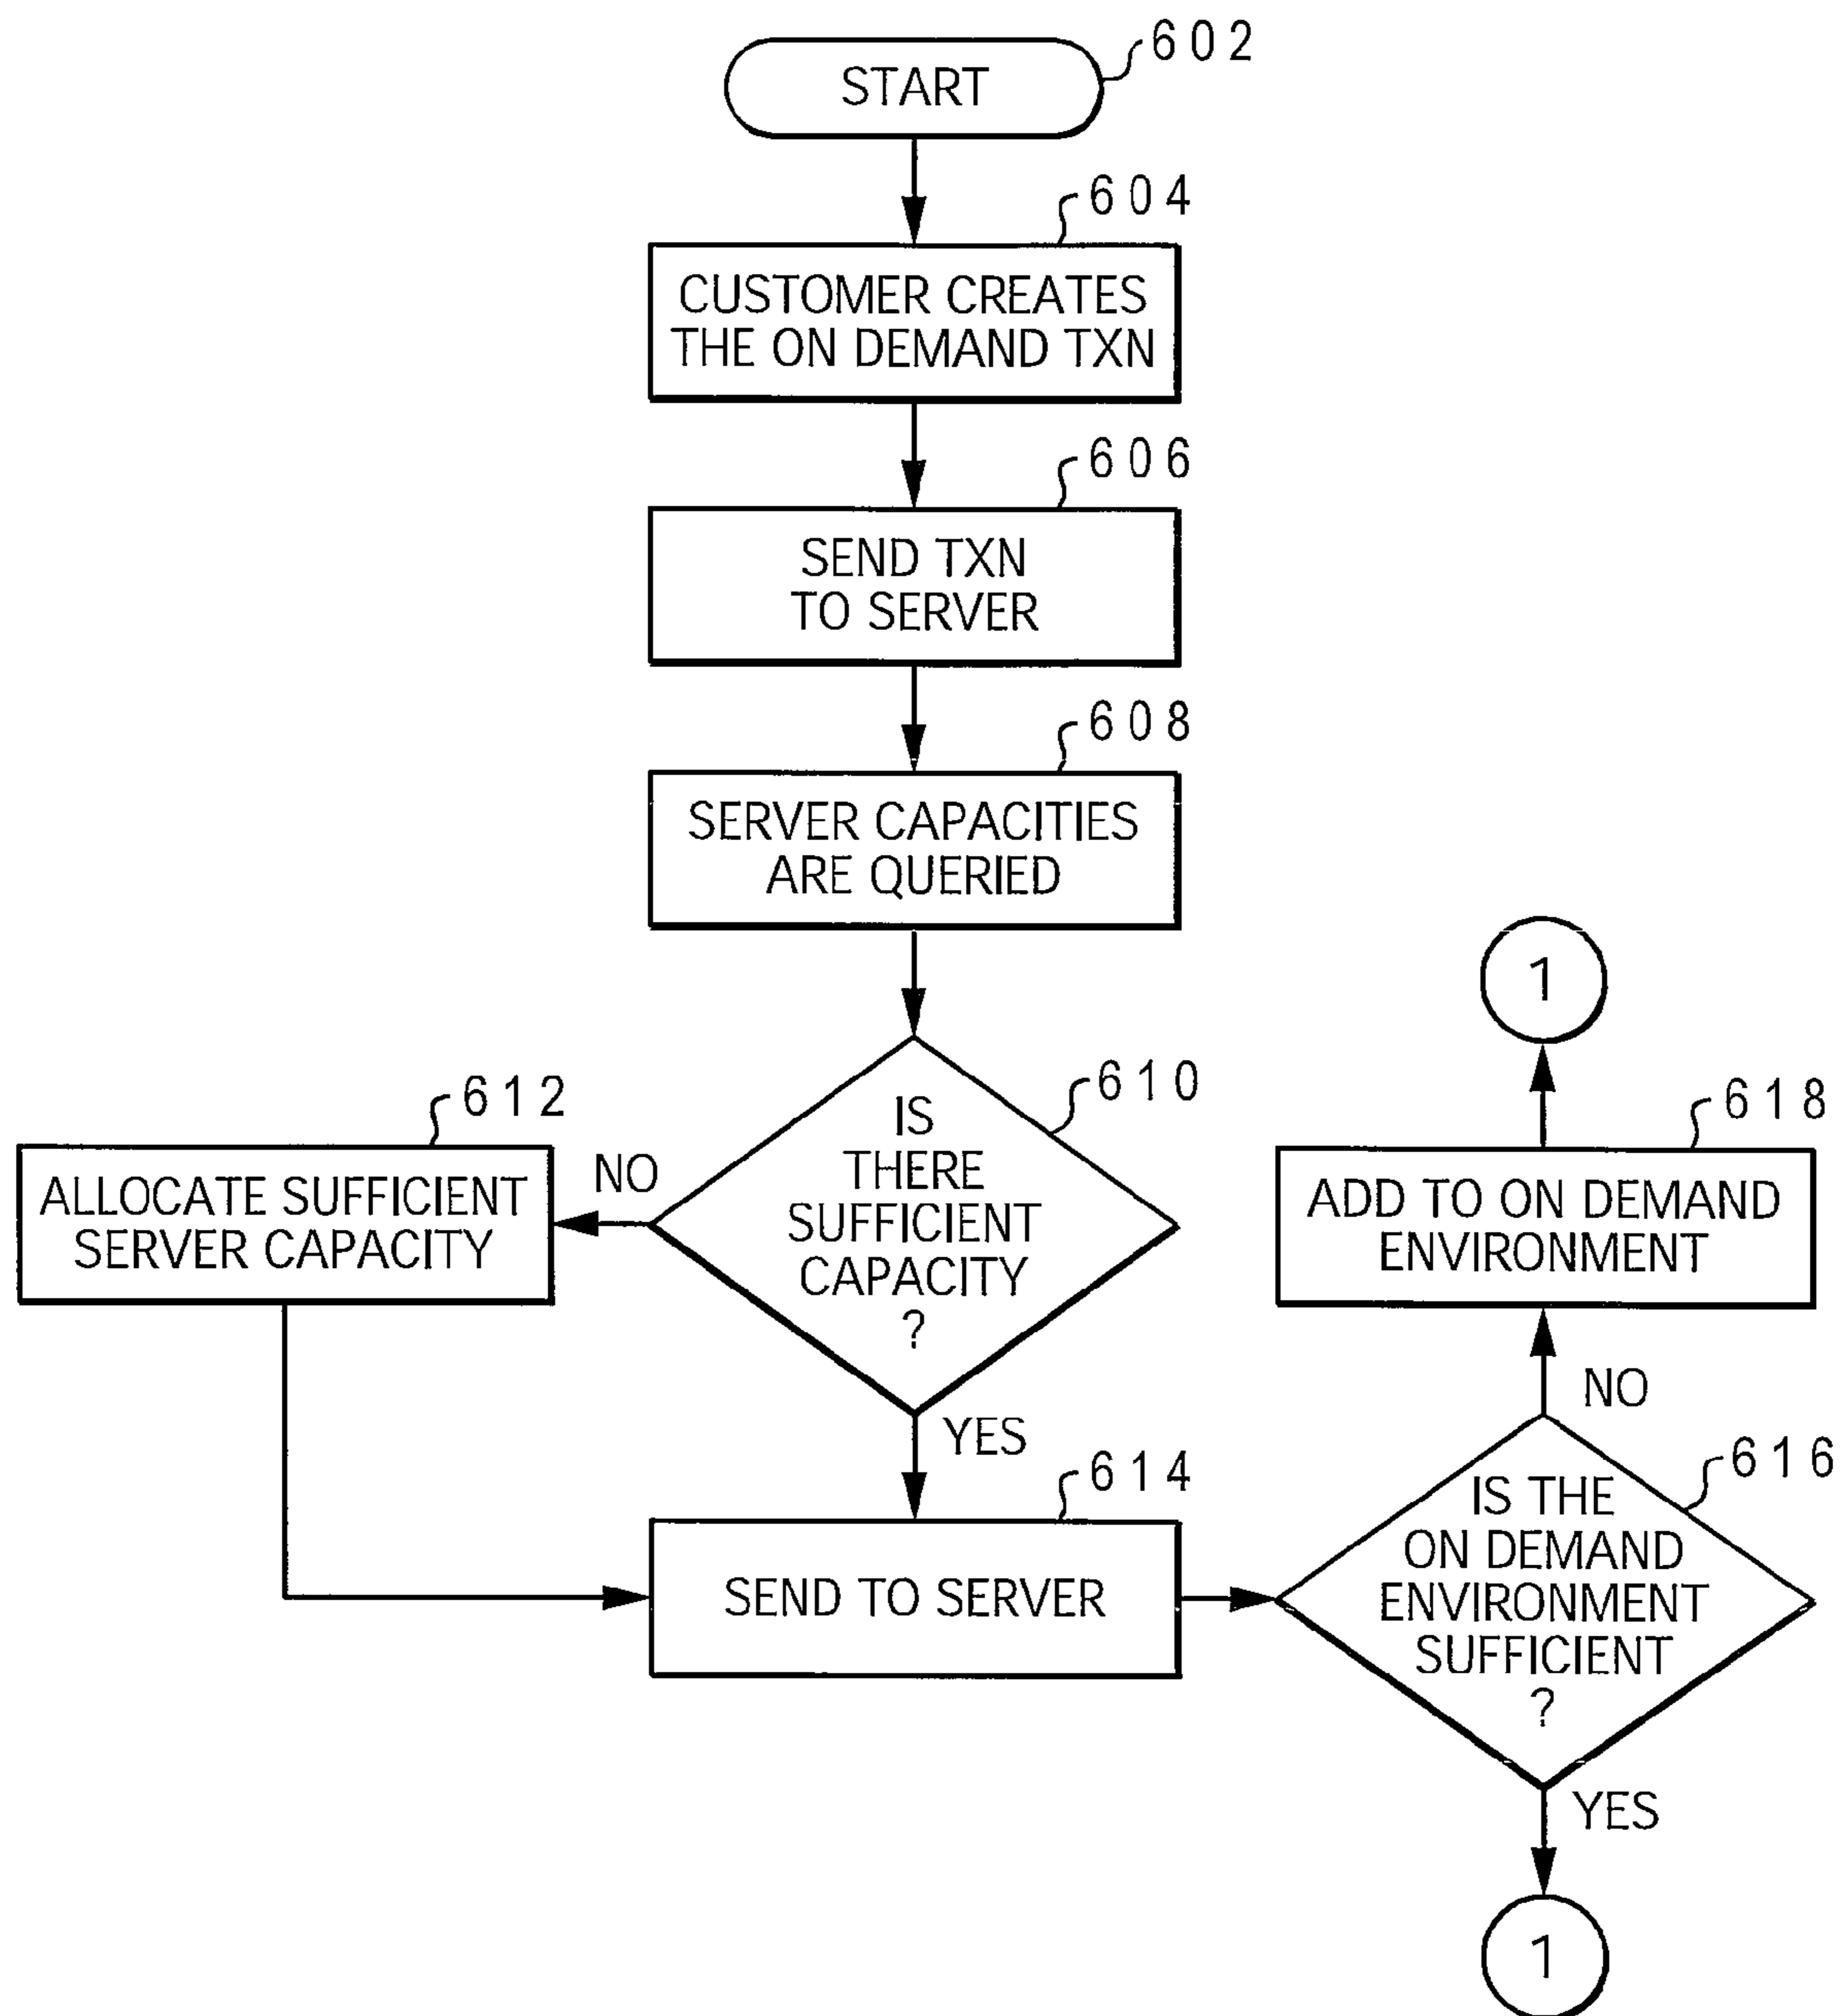 602
START
604
CUSTOMER CREATES
THE ON DEMAND TXN
606
SEND TXN
TO SERVER
608
SERVER CAPACITIES
ARE QUERIED
610
IS
THERE
SUFFICIENT
CAPACITY
?
NO
612
ALLOCATE SUFFICIENT
SERVER CAPACITY
YES
614
SEND TO SERVER
616
IS THE
ON DEMAND
ENVIRONMENT
SUFFICIENT
?
NO
618
ADD TO ON DEMAND
ENVIRONMENT
1
YES
1